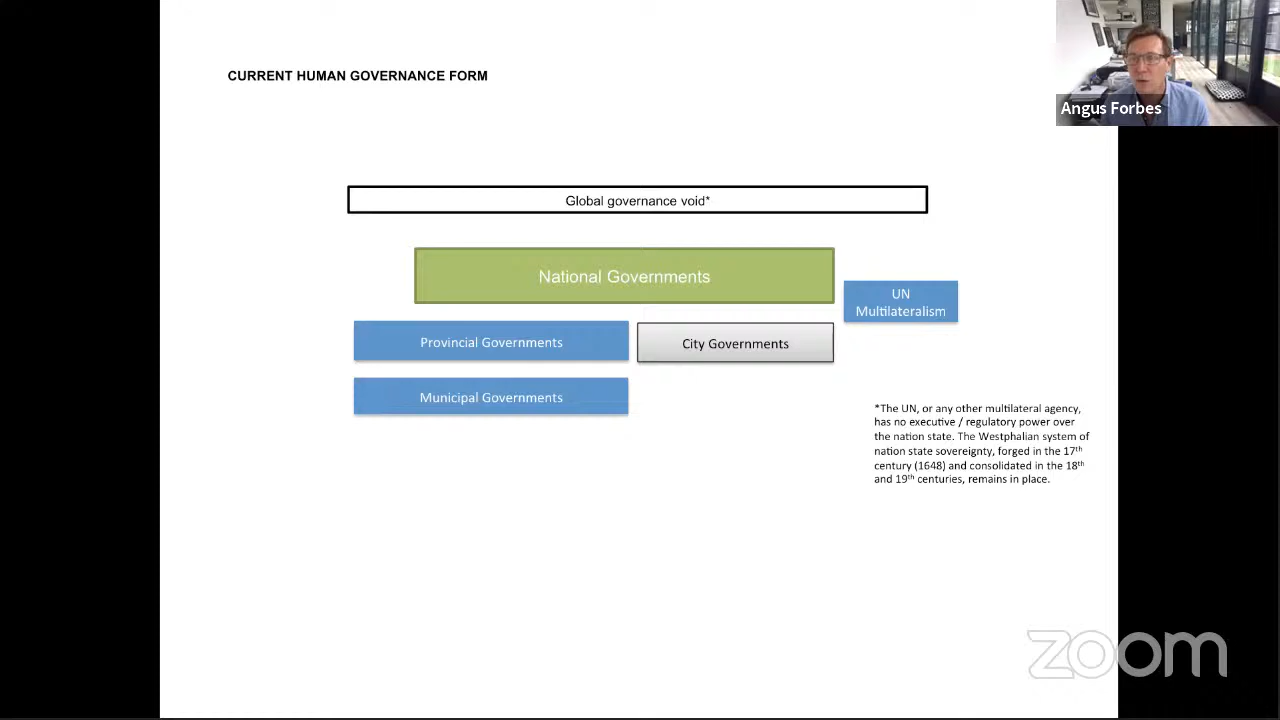 CURRENT HUMAN GOVERNANCE FORM
Angus Forbes
Global governance void*
National Governments
UN
Multilateralism
Provincial Governments
City Governments
Municipal Governments
*The UN, or any other multilateral agency,
has no executive / regulatory power over
the nation state. The Westphalian system of
nation state sovereignty, forged in the 17th
century (1648) and consolidated in the 18th
and 19th centuries, remains in place.
zoom